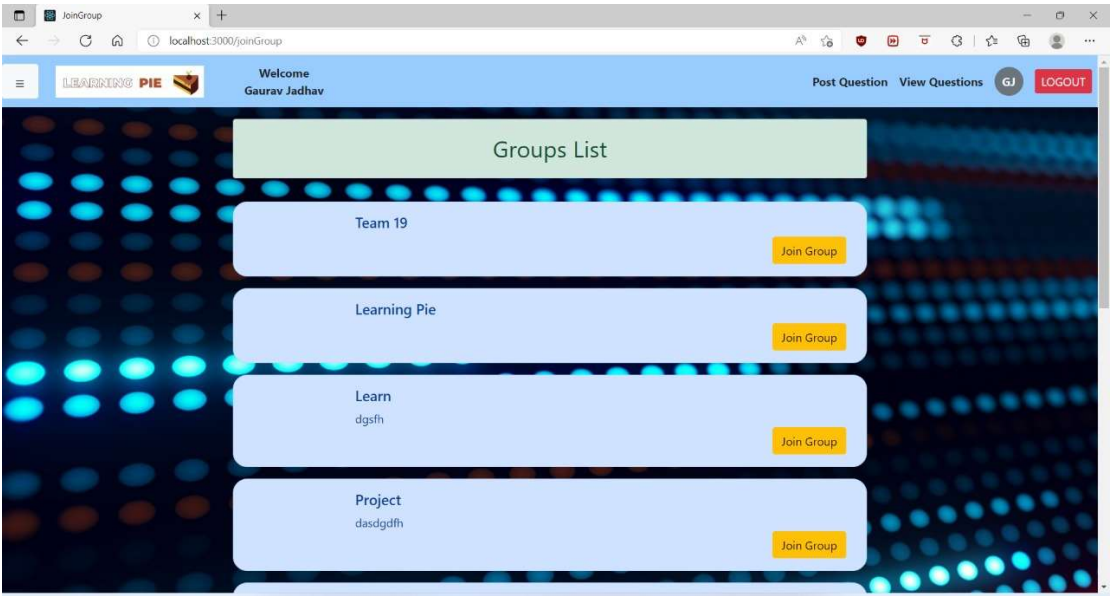 JoinGroup
localhost:3000/joinGroup
LEARNING PIE
Welcome
Gaurav Jadhav
Post Question View Questions GJ LOGOUT
Groups List
Team 19
Join Group
Learning Pie
Join Group
Learn
dgsfh
Join Group
Project
dasdgdfh
Join Group